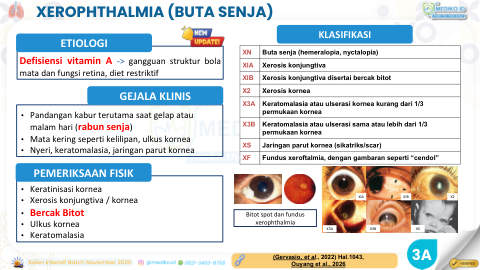 XEROPHTHALMIA (BUTA SENJA)
NEW
UPDATE!
ETIOLOGI
Defisiensi vitamin A -> gangguan struktur bola
mata dan fungsi retina, diet restriktif
GEJALA KLINIS
• Pandangan kabur terutama saat gelap atau
malam hari (rabun senja)
• Mata kering seperti kelilipan, ulkus kornea
• Nyeri, keratomalasia, jaringan parut kornea
PEMERIKSAAN FISIK
• Keratinisasi kornea
• Xerosis konjungtiva / kornea
• Bercak Bitot
• Ulkus kornea
• Keratomalasia
KLASIFIKASI
XN Buta senja (hemeralopia, nyctalopia)
XIA Xerosis konjungtiva
XIB Xerosis konjungtiva disertai bercak bitot
X2 Xerosis kornea
X3A Keratomalasia atau ulserasi kornea kurang dari 1/3
permukaan kornea
X3B Keratomalasia atau ulserasi sama atau lebih dari 1/3
permukaan kornea
XS Jaringan parut kornea (sikatriks/scar)
XF Fundus xeroftalmia, dengan gambaran seperti "cendol"
Bitot spot dan fundus
xerophthalmia
X1B
X2
X3A
X3B
XS
(Gervasio, et al., 2022) Hal.1043,
Ouyang et al., 2026
3A